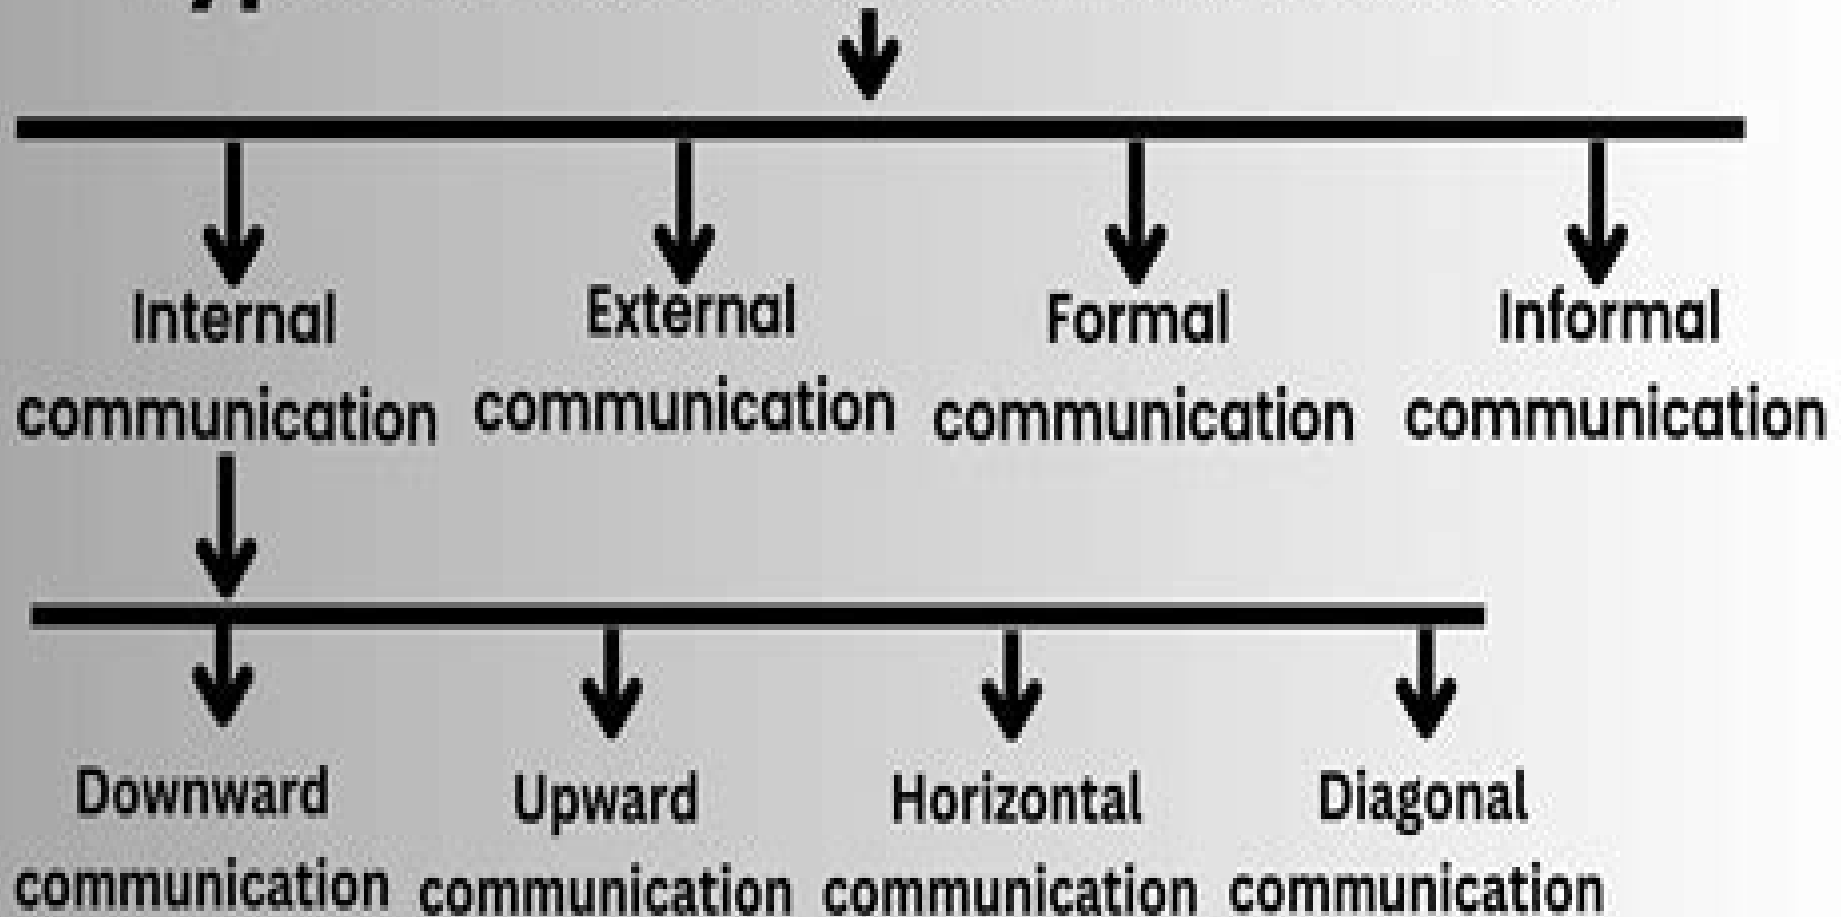 Internal External Formal Informal
communication communication communication communication
Downward Upward Horizontal Diagonal
communication communication communication communication